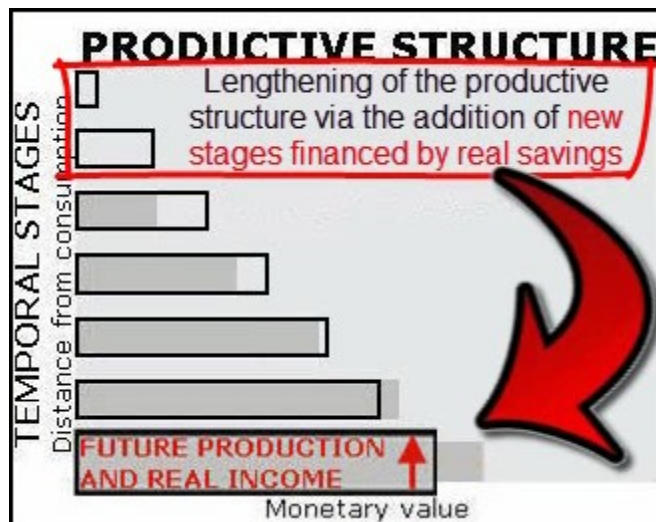 PRODUCTIVE STRUCTURE
Lengthening of the productive
structure via the addition of new
stages financed by real savings
TEMPORAL STAGES
Distance from consumption
FUTURE PRODUCTION
AND REAL INCOME
Monetary value